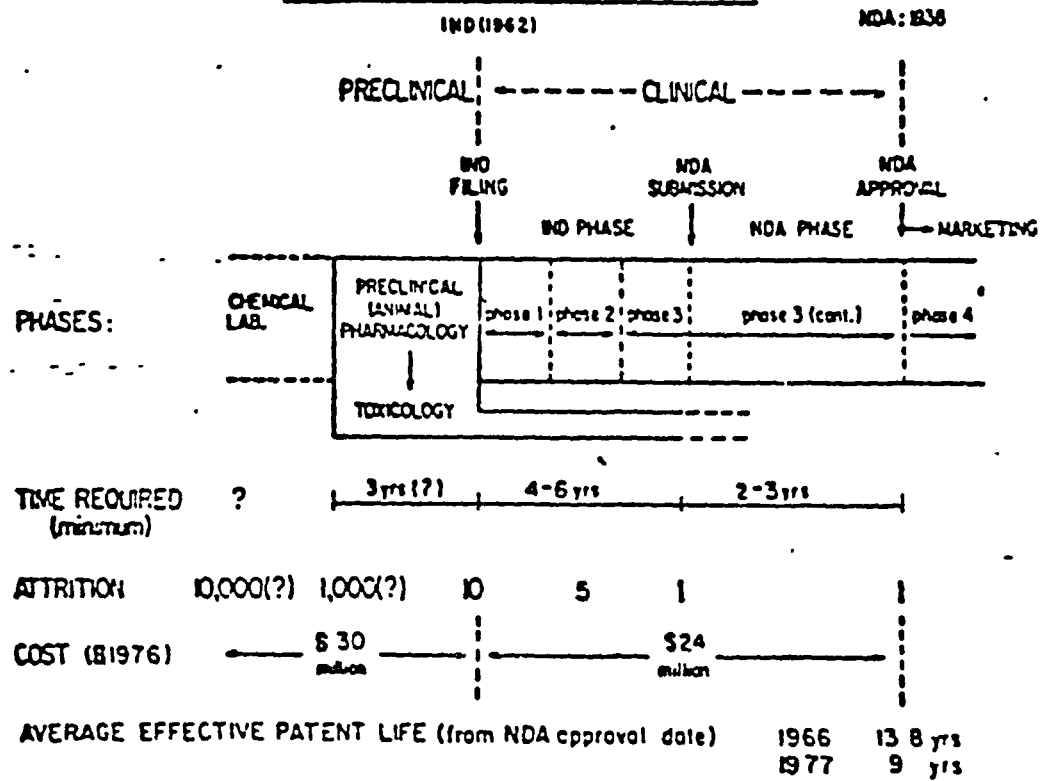 IND (1962)
NDA: 1938
PRECLINICAL
CLINICAL
IND FILING
NDA SUBMISSION
NDA APPROVAL
IND PHASE
NDA PHASE
MARKETING
PHASES:
CHEMICAL LAB.
PRECLINICAL (ANIMAL) PHARMACOLOGY
phase 1
phase 2
phase 3
phase 3 (cont.)
phase 4
TOXICOLOGY
TIME REQUIRED (minimum)
?
3 yrs (?)
4-6 yrs
2-3 yrs
ATTRITION
10,000(?)
1,000(?)
10
5
1
1
COST ($1976)
$ 30 million
$24 million
AVERAGE EFFECTIVE PATENT LIFE (from NDA approval date)
1966 13.8 yrs
1977 9 yrs